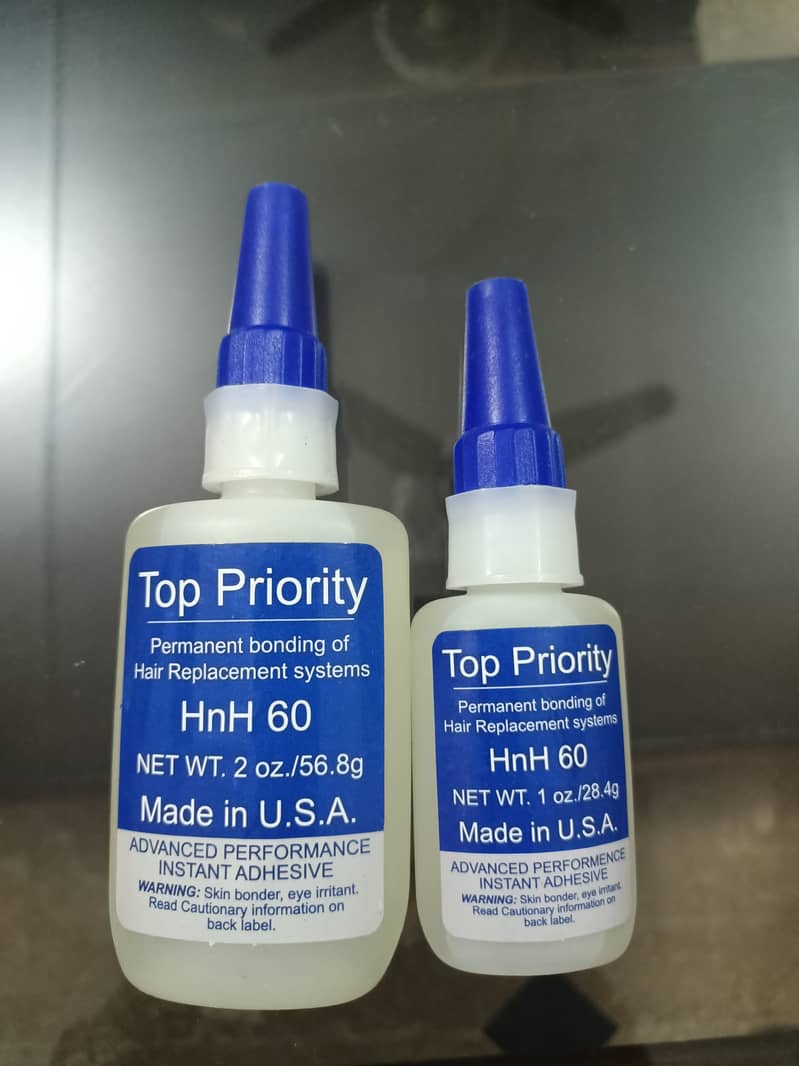 Top Priority
Permanent bonding of
Hair Replacement systems
HnH 60
NET WT. 2 oz./56.8g
Made in U.S.A.
ADVANCED PERFORMANCE
INSTANT ADHESIVE
WARNING: Skin bonder, eye irritant.
Read Cautionary information on
back label.
Top Priority
Permanent bonding of
Hair Replacement systems
HnH 60
NET WT. 1 oz./28.4g
Made in U.S.A.
ADVANCED PERFORMENCE
INSTANT ADHESIVE
WARNING: Skin bonder, eye irritant.
Read Cautionary information on
back label.